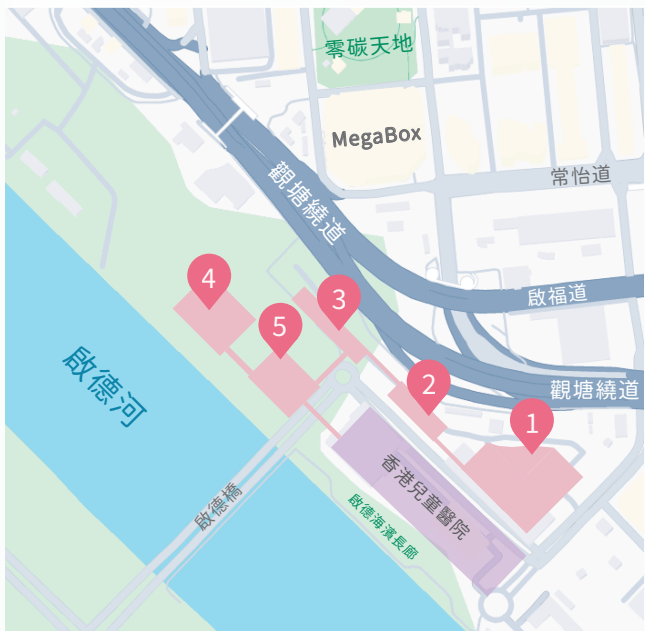 零碳天地
MegaBox
常怡道
觀塘繞道
4
3
啟福道
5
啟德河
2
觀塘繞道
1
香港兒童醫院
啟德橋
啟德海濱長廊